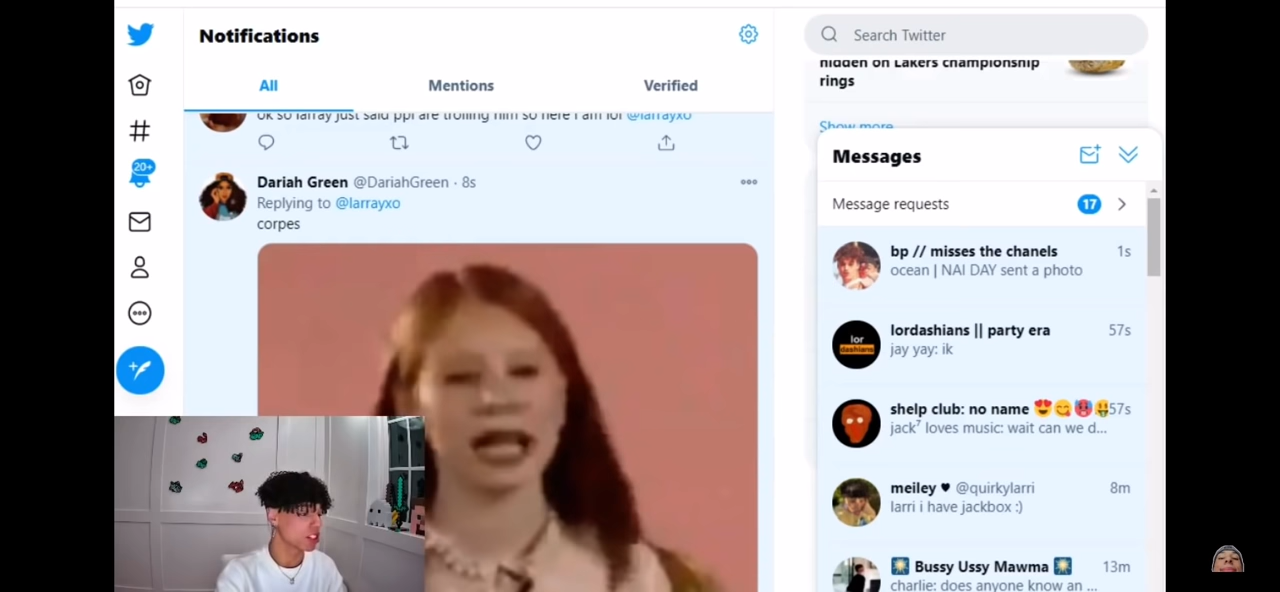 Notifications
Search Twitter
hidden on Lakers championship
rings
All
Mentions
Verified
ok so larray just said ppl are trolling him so here i am lol @larrayxo
Show more
20+
Messages
Dariah Green @DariahGreen · 8s
Replying to @larrayxo
corpes
Message requests
17
bp // misses the chanels 1s
ocean | NAI DAY sent a photo
lordashians || party era 57s
jay yay: ik
lor
dashians
shelp club: no name 57s
jack⁷ loves music: wait can we d...
meiley ♥ @quirkylarri 8m
larri i have jackbox :)
Bussy Ussy Mawma 13m
charlie: does anyone know an ...